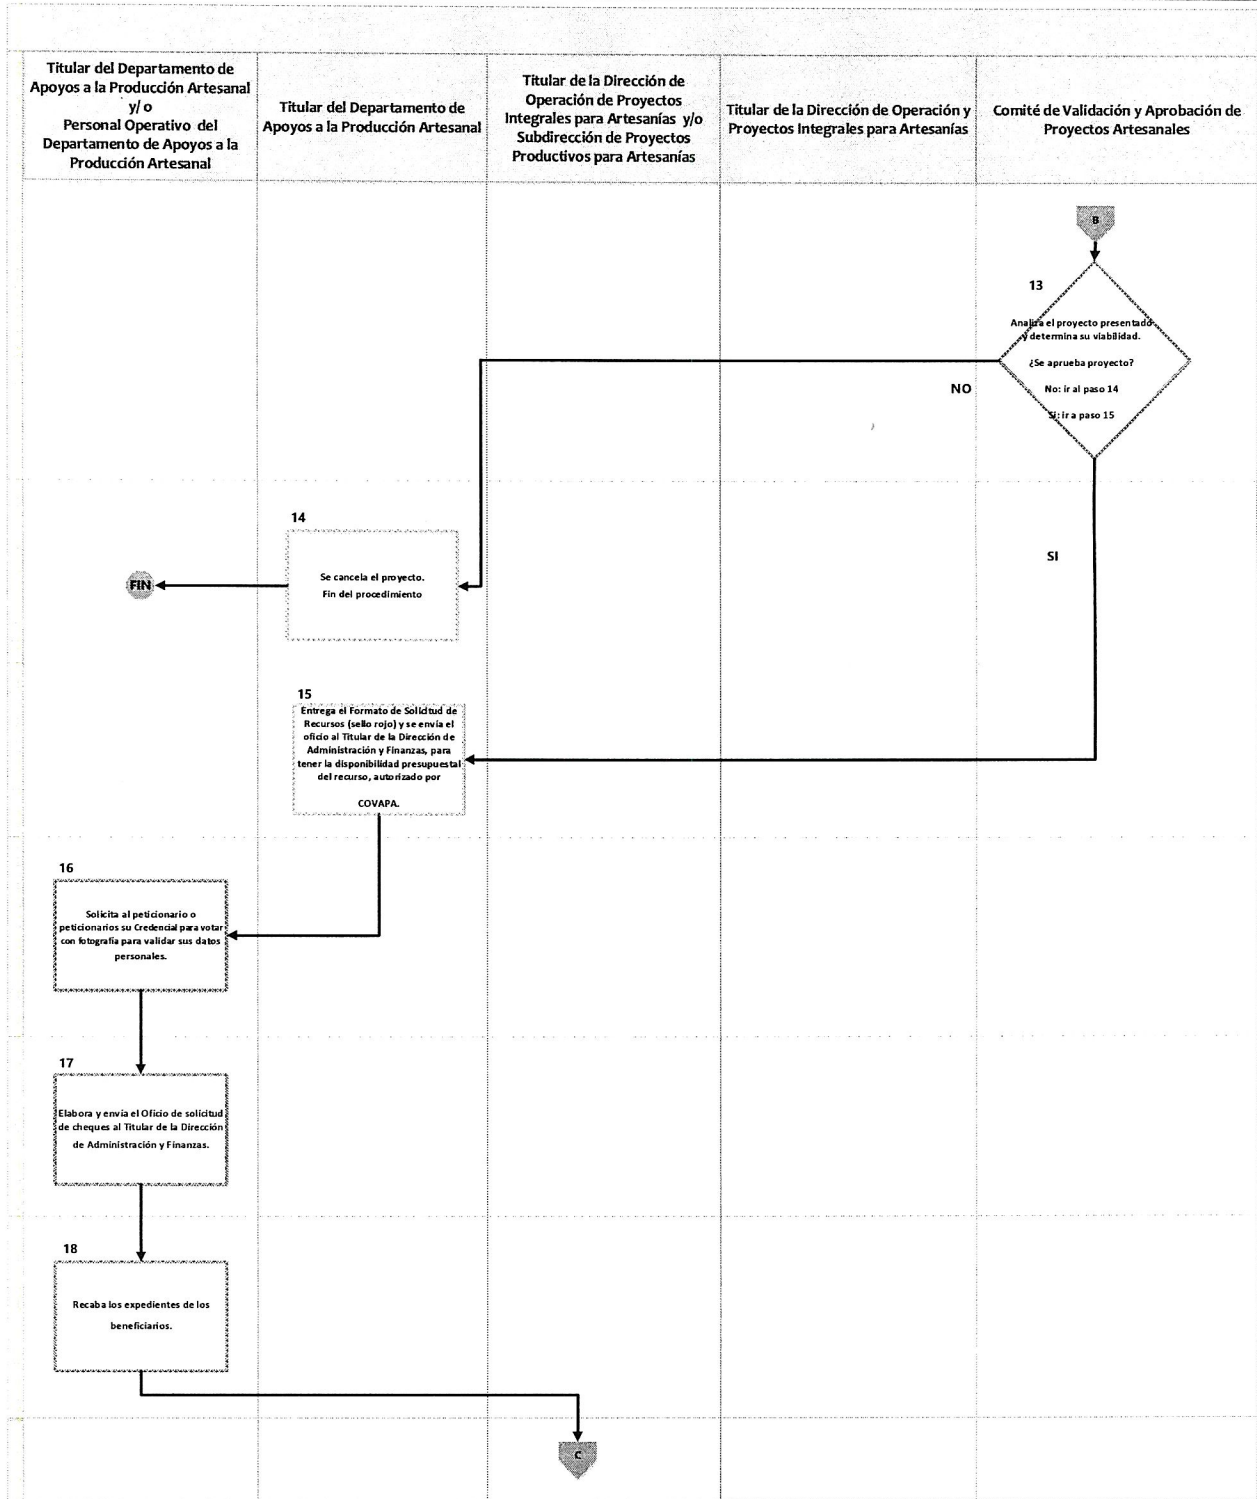 Titular del Departamento de
Apoyos a la Producción Artesanal
y/ o
Personal Operativo del
Departamento de Apoyos a la
Producción Artesanal
Titular del Departamento de
Apoyos a la Producción Artesanal
Titular de la Dirección de
Operación de Proyectos
Integrales para Artesanías y/o
Subdirección de Proyectos
Productivos para Artesanías
Titular de la Dirección de Operación y
Proyectos Integrales para Artesanías
Comité de Validación y Aprobación de
Proyectos Artesanales
B
13
Analiza el proyecto presentado
y determina su viabilidad.
¿Se aprueba proyecto?
No: ir al paso 14
Si: ir a paso 15
NO
SI
14
Se cancela el proyecto.
Fin del procedimiento
FIN
15
Entrega el Formato de Solicitud de
Recursos (sello rojo) y se envía el
oficio al Titular de la Dirección de
Administración y Finanzas, para
tener la disponibilidad presupuestal
del recurso, autorizado por
COVAPA.
16
Solicita al peticionario o
peticionarios su Credencial para votar
con fotografía para validar sus datos
personales.
17
Elabora y envía el Oficio de solicitud
de cheques al Titular de la Dirección
de Administración y Finanzas.
18
Recaba los expedientes de los
beneficiarios.
C